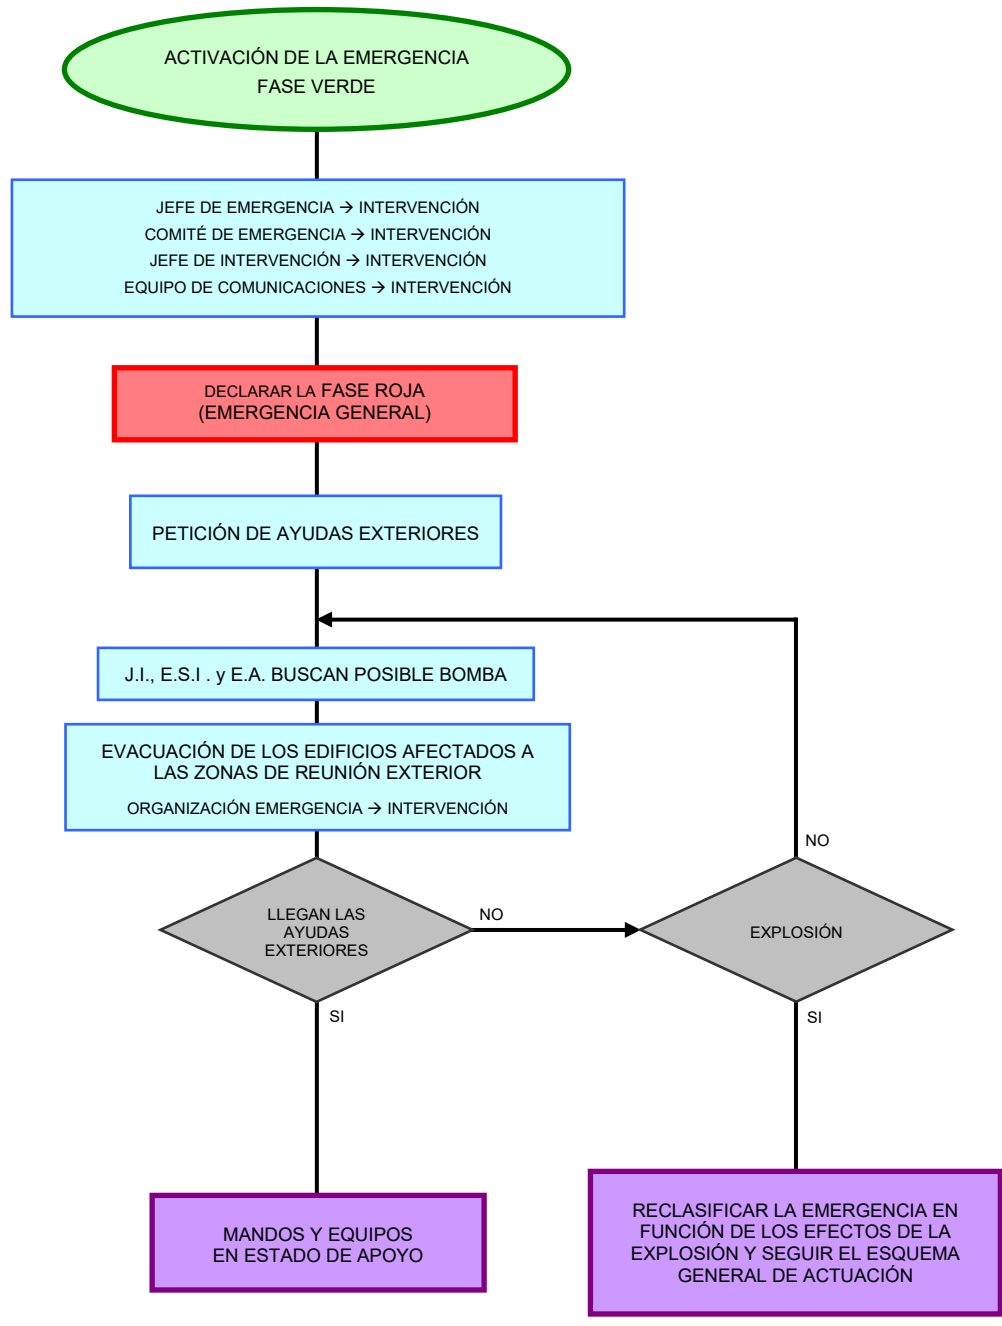 ACTIVACIÓN DE LA EMERGENCIA
FASE VERDE
JEFE DE EMERGENCIA → INTERVENCIÓN
COMITÉ DE EMERGENCIA → INTERVENCIÓN
JEFE DE INTERVENCIÓN → INTERVENCIÓN
EQUIPO DE COMUNICACIONES → INTERVENCIÓN
DECLARAR LA FASE ROJA
(EMERGENCIA GENERAL)
PETICIÓN DE AYUDAS EXTERIORES
J.I., E.S.I . y E.A. BUSCAN POSIBLE BOMBA
EVACUACIÓN DE LOS EDIFICIOS AFECTADOS A
LAS ZONAS DE REUNIÓN EXTERIOR
ORGANIZACIÓN EMERGENCIA → INTERVENCIÓN
LLEGAN LAS
AYUDAS
EXTERIORES
NO
SI
EXPLOSIÓN
NO
SI
MANDOS Y EQUIPOS
EN ESTADO DE APOYO
RECLASIFICAR LA EMERGENCIA EN
FUNCIÓN DE LOS EFECTOS DE LA
EXPLOSIÓN Y SEGUIR EL ESQUEMA
GENERAL DE ACTUACIÓN